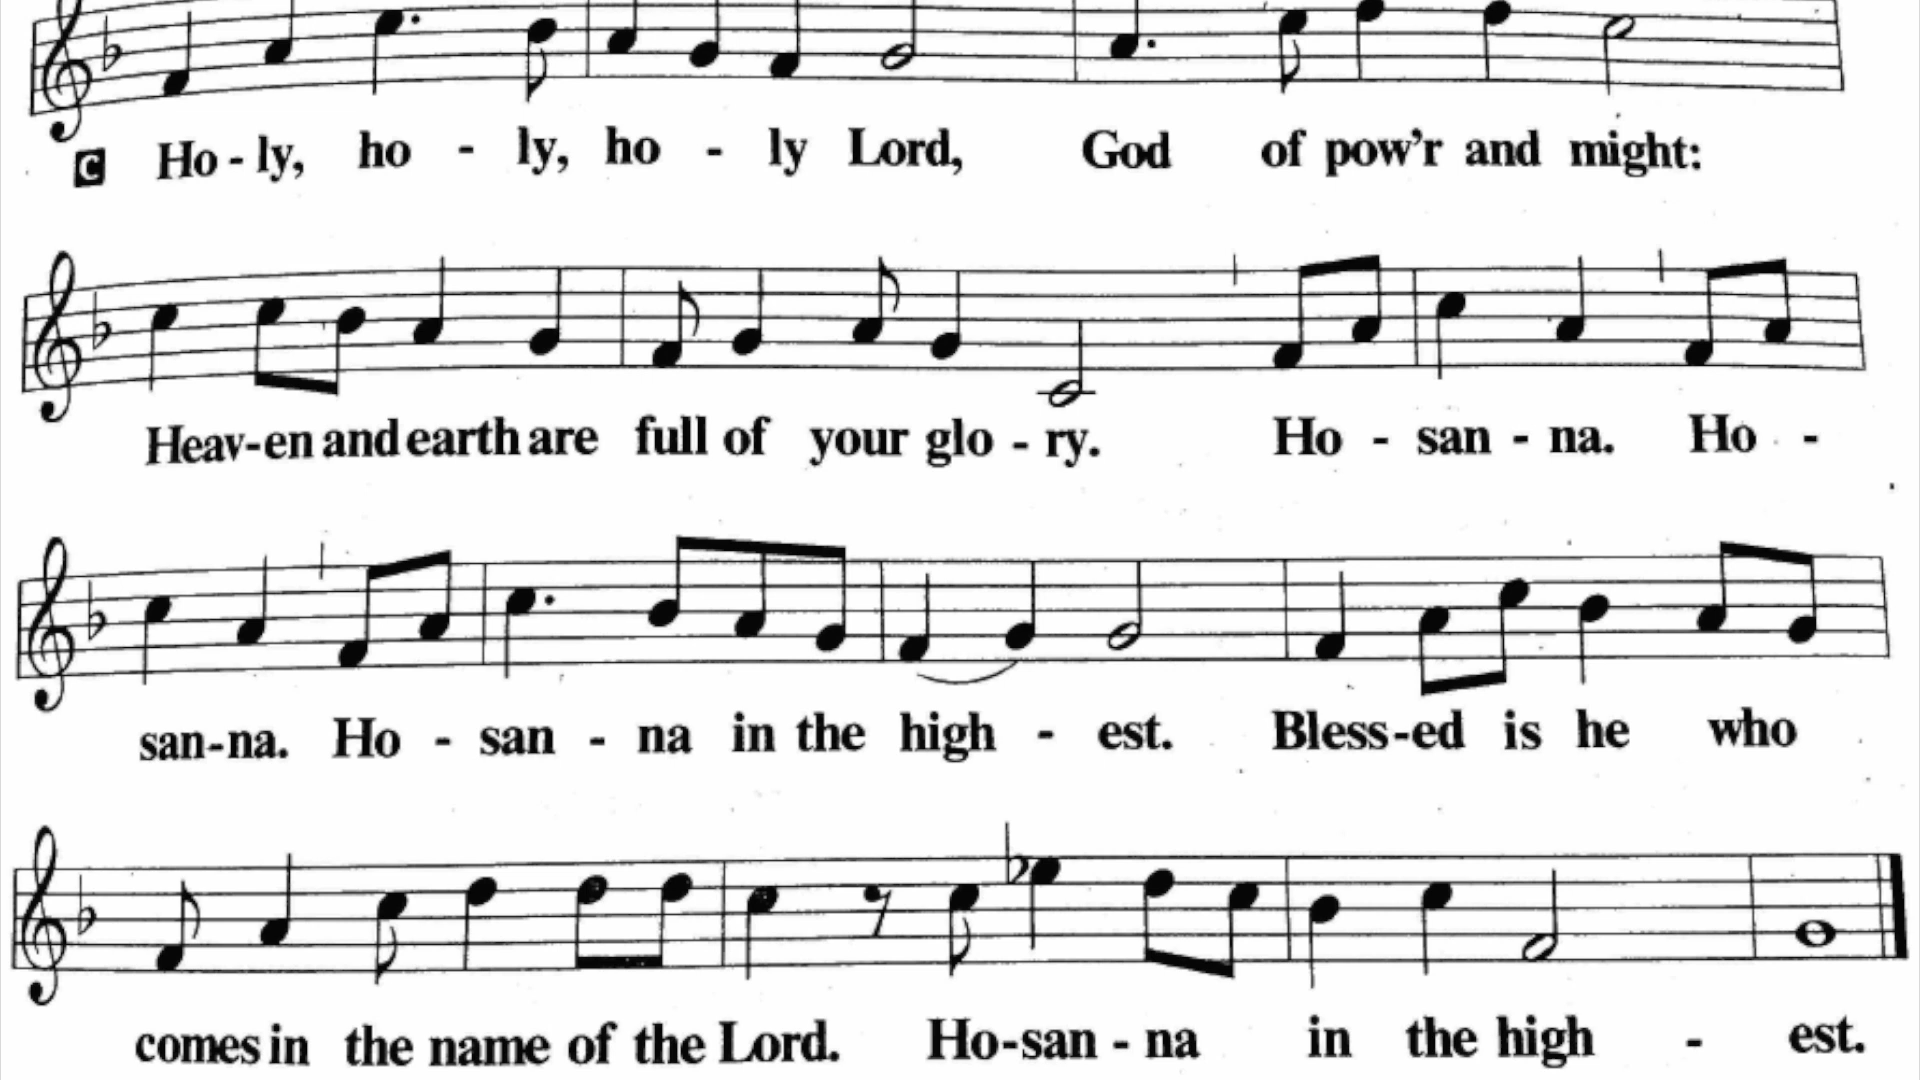 C Ho - ly, ho - ly, ho - ly Lord, God of pow'r and might:
Heav-en and earth are full of your glo - ry. Ho - san - na. Ho -
san-na. Ho - san - na in the high - est. Bless-ed is he who
comes in the name of the Lord. Ho-san - na in the high - est.